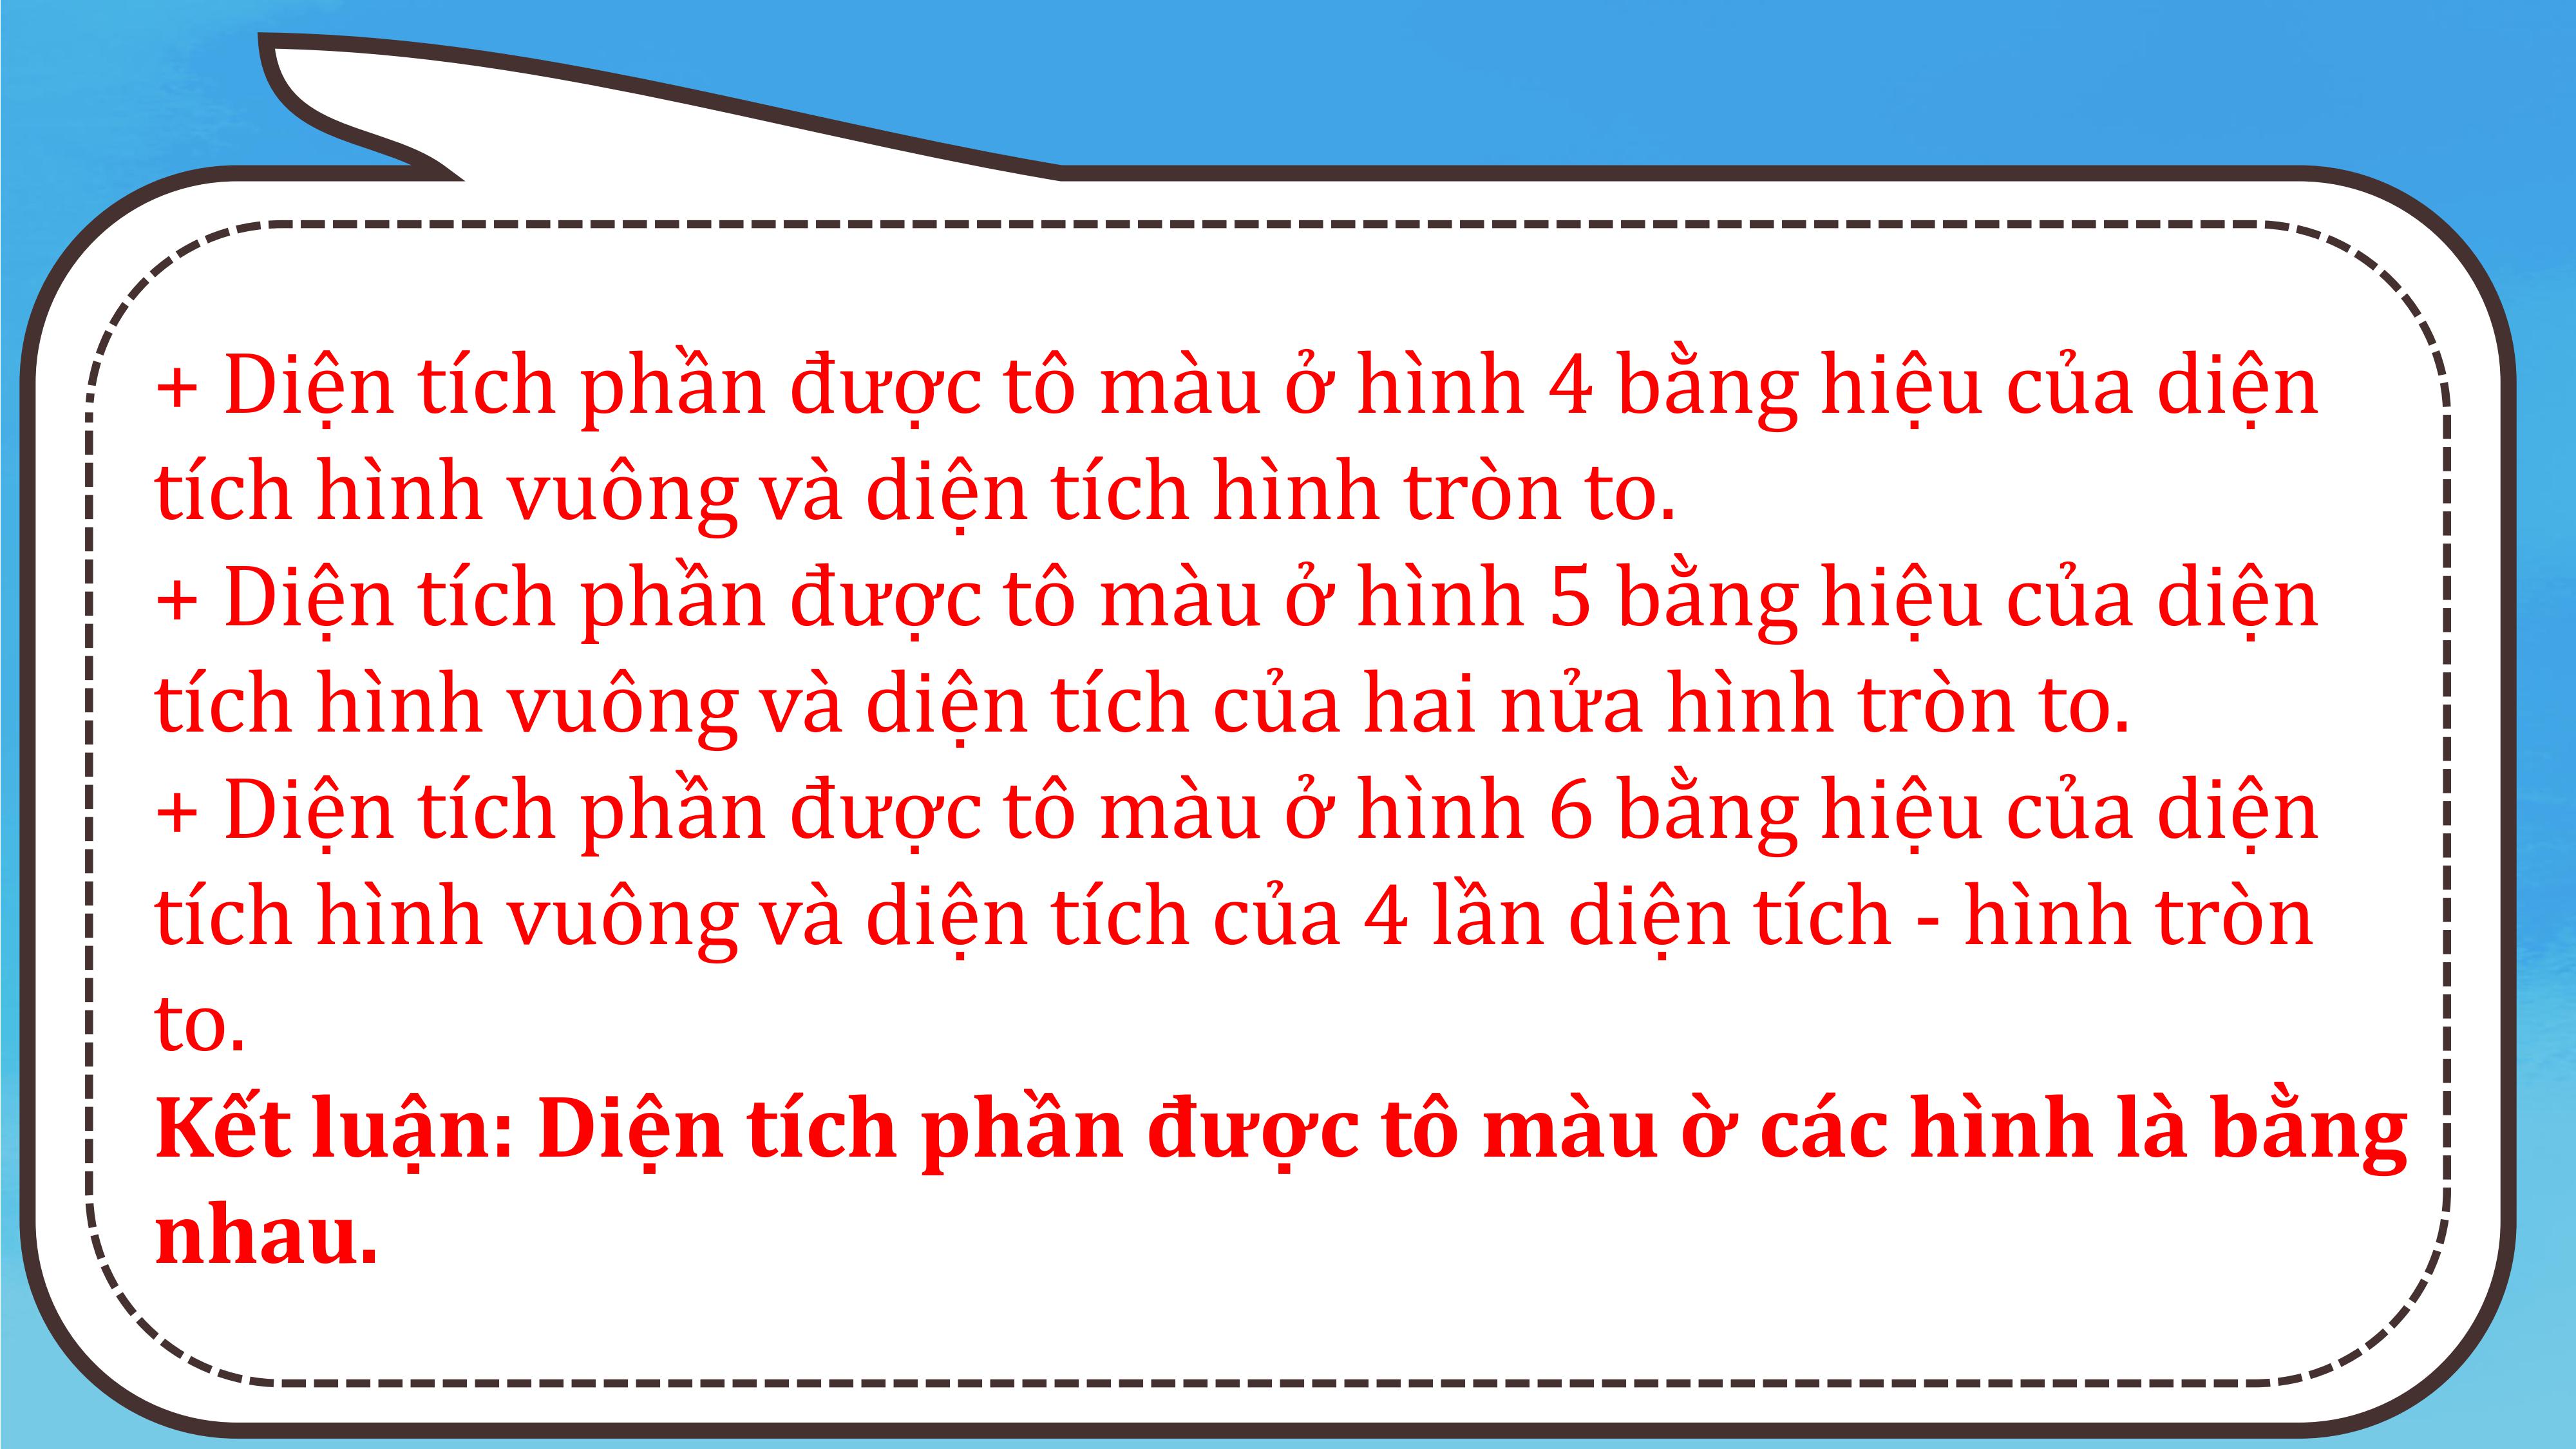 + Diện tích phần được tô màu ở hình 4 bằng hiệu của diện
tích hình vuông và diện tích hình tròn to.
+ Diện tích phần được tô màu ở hình 5 bằng hiệu của diện
tích hình vuông và diện tích của hai nửa hình tròn to.
+ Diện tích phần được tô màu ở hình 6 bằng hiệu của diện
tích hình vuông và diện tích của 4 lần diện tích - hình tròn
to.
Kết luận: Diện tích phần được tô màu ờ các hình là bằng
nhau.